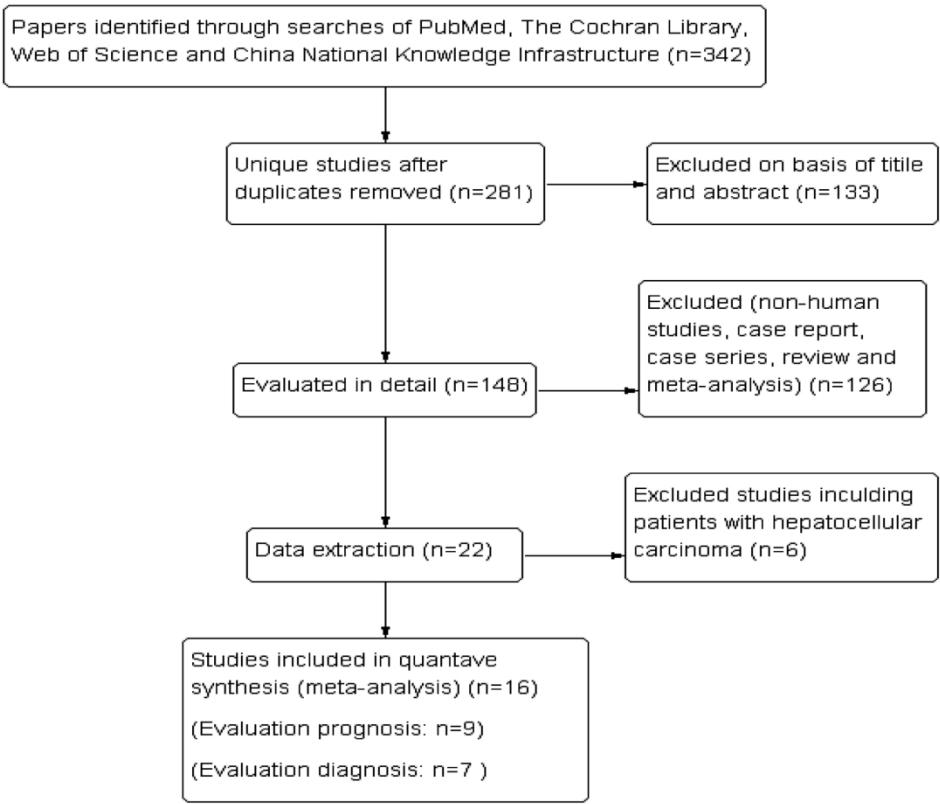 Papers identified through searches of PubMed, The Cochran Library,
Web of Science and China National Knowledge Infrastructure (n=342)
Unique studies after
duplicates removed (n=281)
Excluded on basis of titile
and abstract (n=133)
Excluded (non-human
studies, case report,
case series, review and
meta-analysis) (n=126)
Evaluated in detail (n=148)
Excluded studies inculding
patients with hepatocellular
carcinoma (n=6)
Data extraction (n=22)
Studies included in quantave
synthesis (meta-analysis) (n=16)
(Evaluation prognosis: n=9)
(Evaluation diagnosis: n=7 )